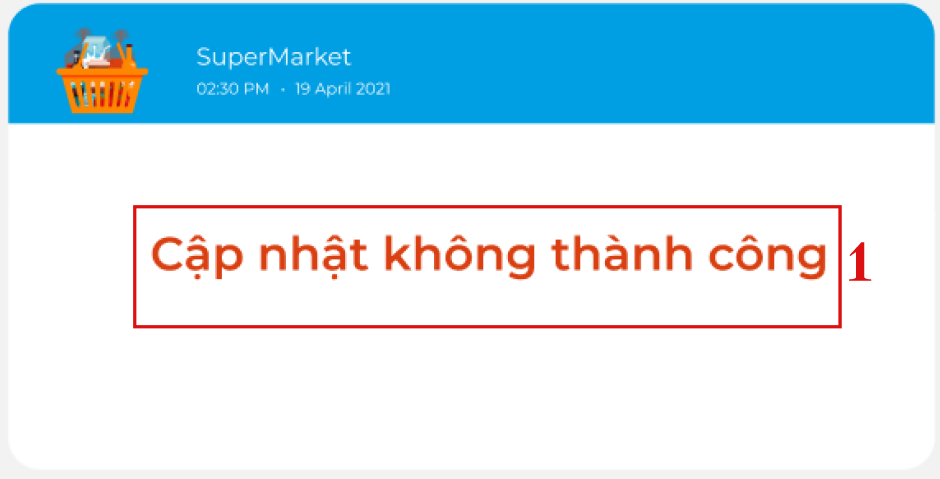 SuperMarket
02:30 PM • 19 April 2021
Cập nhật không thành công 1